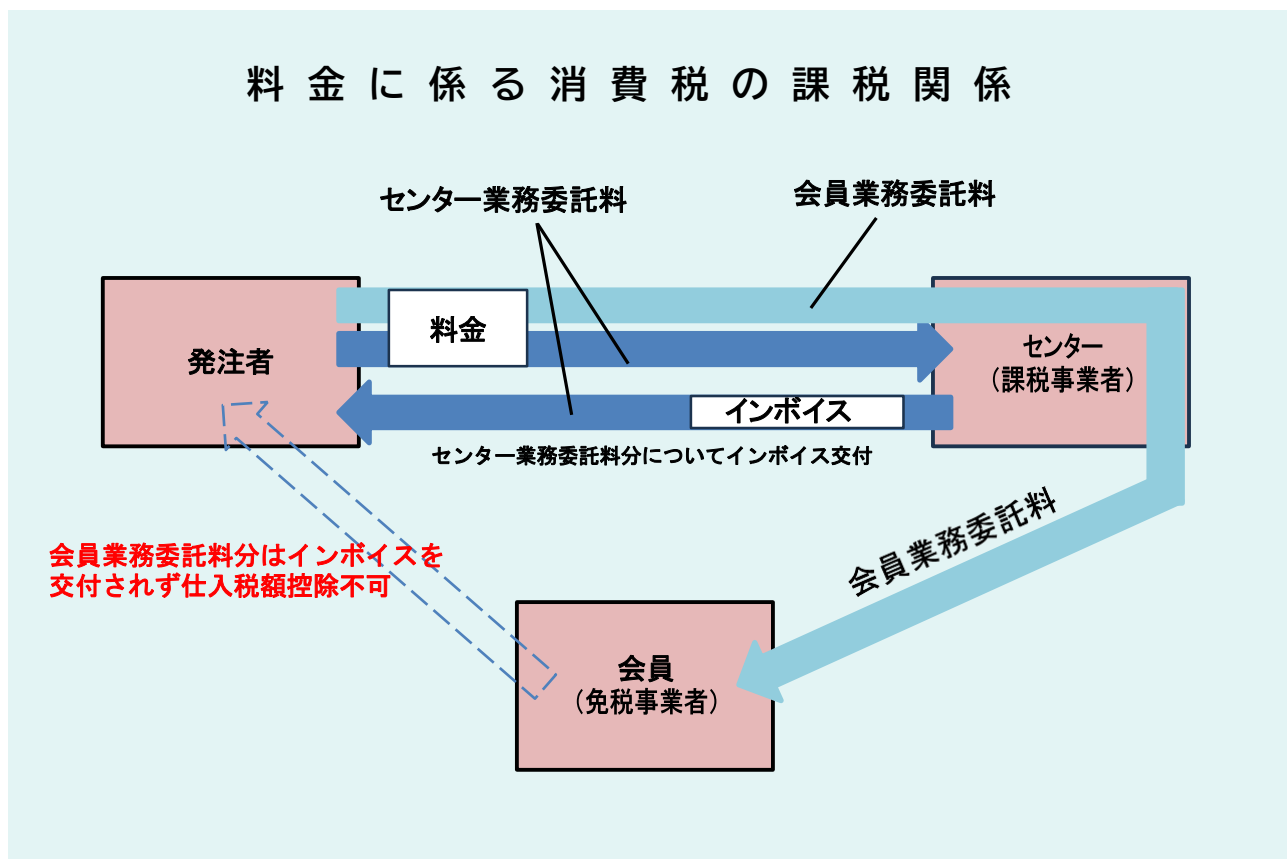 料金に係る消費税の課税関係
センター業務委託料
会員業務委託料
料金
発注者
センター
（課税事業者）
インボイス
センター業務委託料分についてインボイス交付
会員業務委託料
会員業務委託料分はインボイスを
交付されず仕入税額控除不可
会員
（免税事業者）